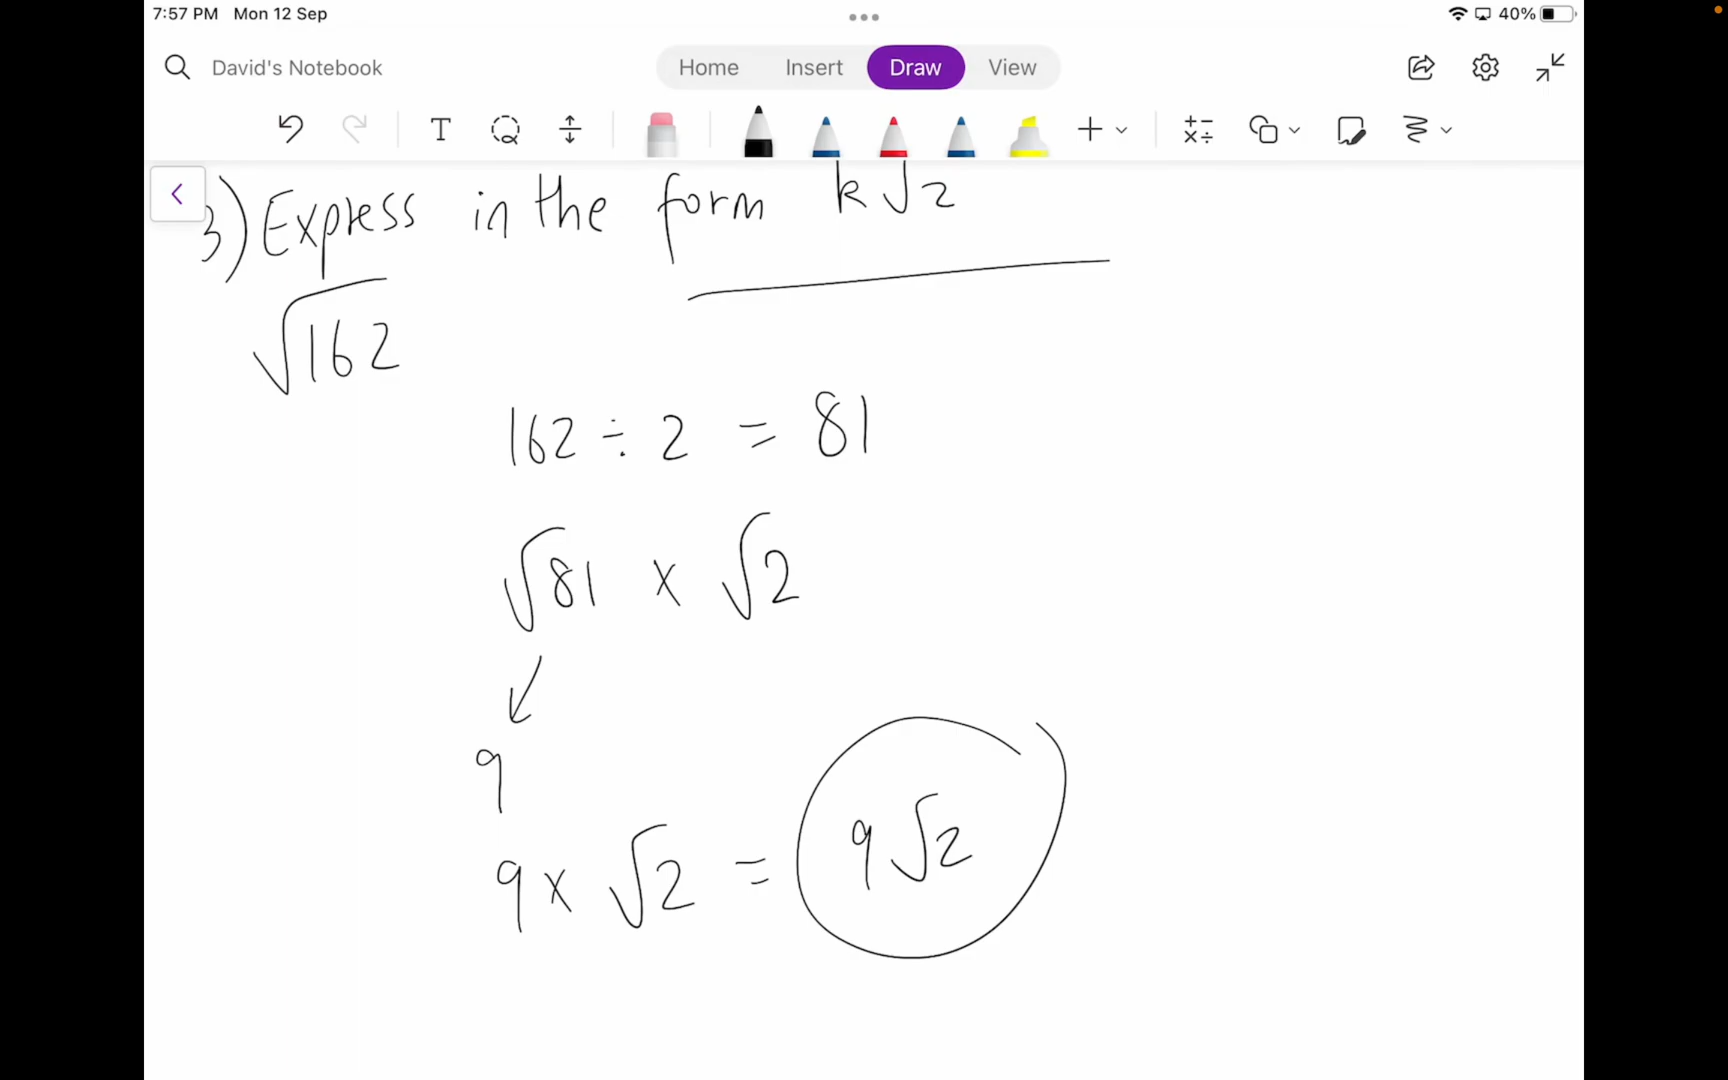 7:57 PM Mon 12 Sep
40%
David's Notebook
Home Insert Draw View
T
3) Express in the form k√2
√162
162 ÷ 2 = 81
√81 x √2
9
9 x √2 = 9√2